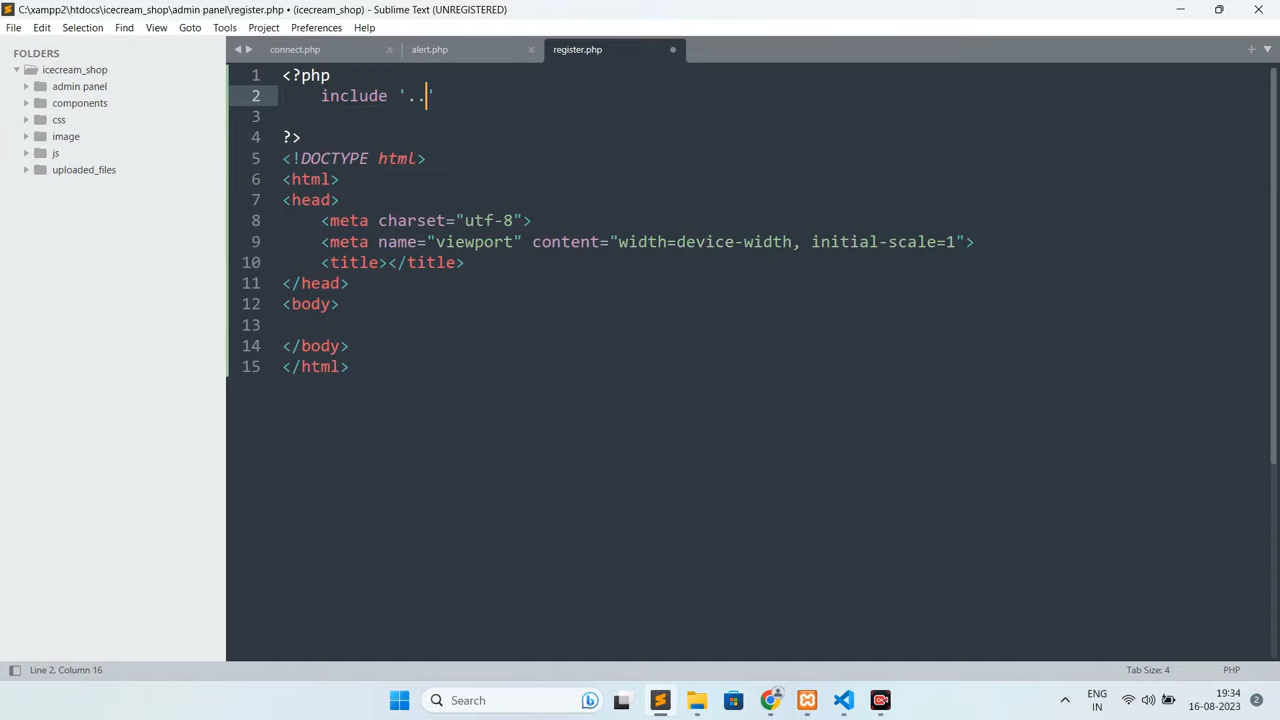 C:\xampp2\htdocs\icecream_shop\admin panel\register.php • (icecream_shop) - Sublime Text (UNREGISTERED)
File Edit Selection Find View Goto Tools Project Preferences Help
FOLDERS
icecream_shop
admin panel
components
css
image
js
uploaded_files
connect.php alert.php register.php
1 <?php
2 include '..'
3
4 ?>
5 <!DOCTYPE html>
6 <html>
7 <head>
8 <meta charset="utf-8">
9 <meta name="viewport" content="width=device-width, initial-scale=1">
10 <title></title>
11 </head>
12 <body>
13
14 </body>
15 </html>
Line 2, Column 16 Tab Size: 4 PHP
Search
ENG
IN
19:34
16-08-2023
2